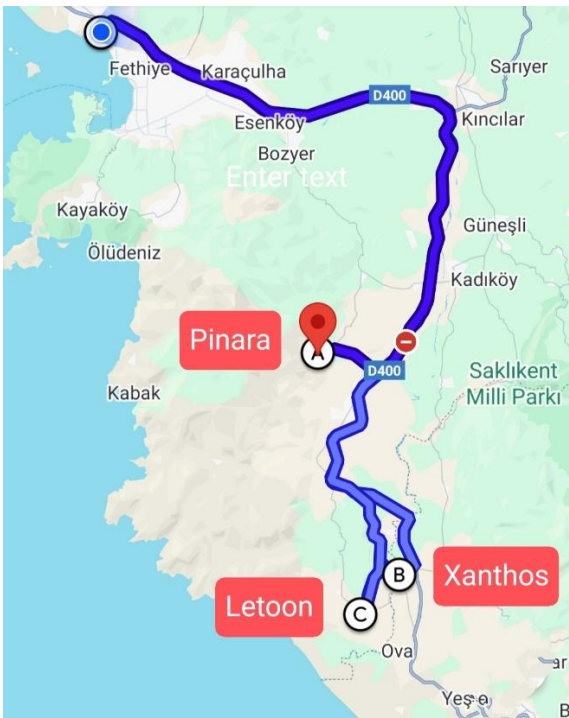 Fethiye
Karaçulha
Sarıyer
D400
Kıncılar
Esenköy
Bozyer
Enter text
Kayaköy
Güneşli
Ölüdeniz
Kadıköy
Pinara
A
D400
Saklıkent
Milli Parkı
Kabak
B
Xanthos
Letoon
C
Ova